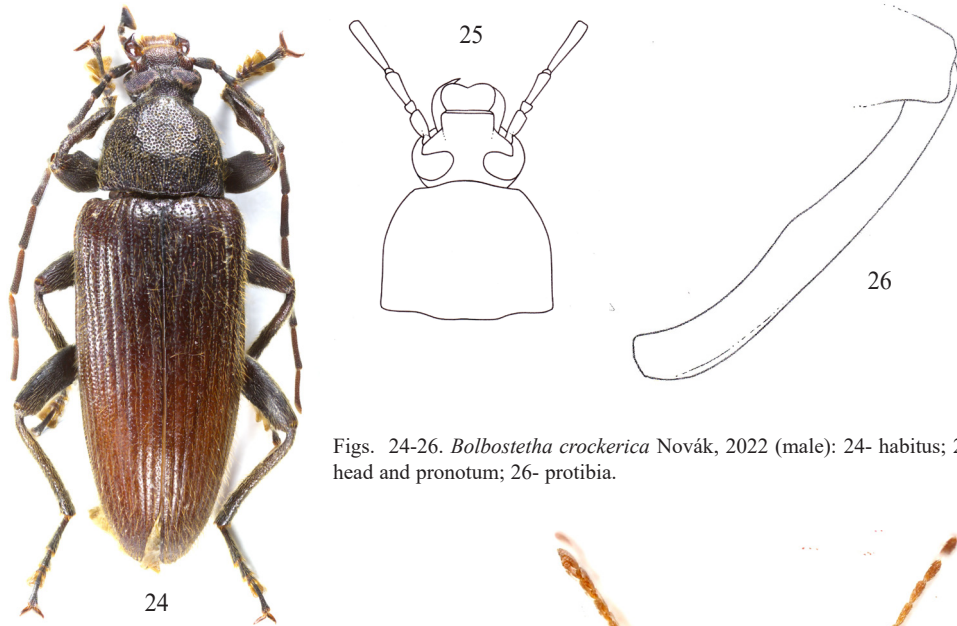 25
26
Figs. 24-26. Bolbostetha crockerica Novák, 2022 (male): 24- habitus;
head and pronotum; 26- protibia.
24